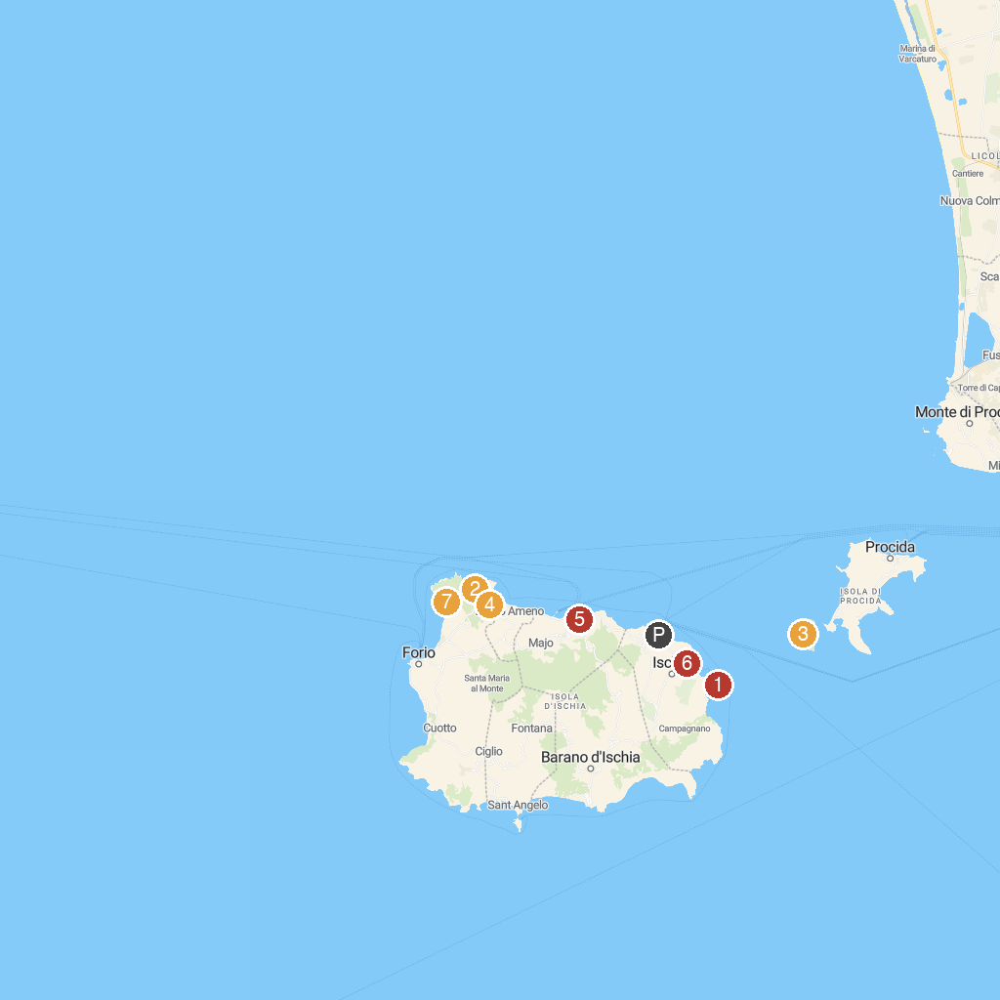 Marina di
Varcaturo
LICOL
Cantiere
Nuova Colm
Sca
Fus
Torre di Cap
Monte di Proc
Mi
Procida
ISOLA DI
PROCIDA
2
7
4
Ameno
5
3
P
Majo
Forio
Isc
6
1
Santa Maria
al Monte
ISOLA
D'ISCHIA
Cuotto
Fontana
Campagnano
Ciglio
Barano d'Ischia
Sant'Angelo